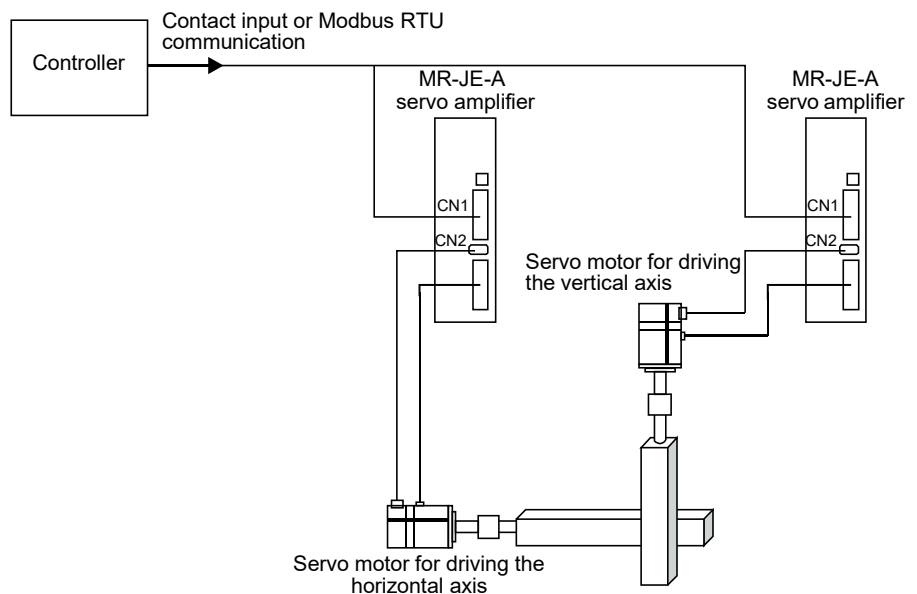 Contact input or Modbus RTU
communication
Controller
MR-JE-A
servo amplifier
MR-JE-A
servo amplifier
CN1
CN2
CN1
CN2
Servo motor for driving
the vertical axis
Servo motor for driving the
horizontal axis